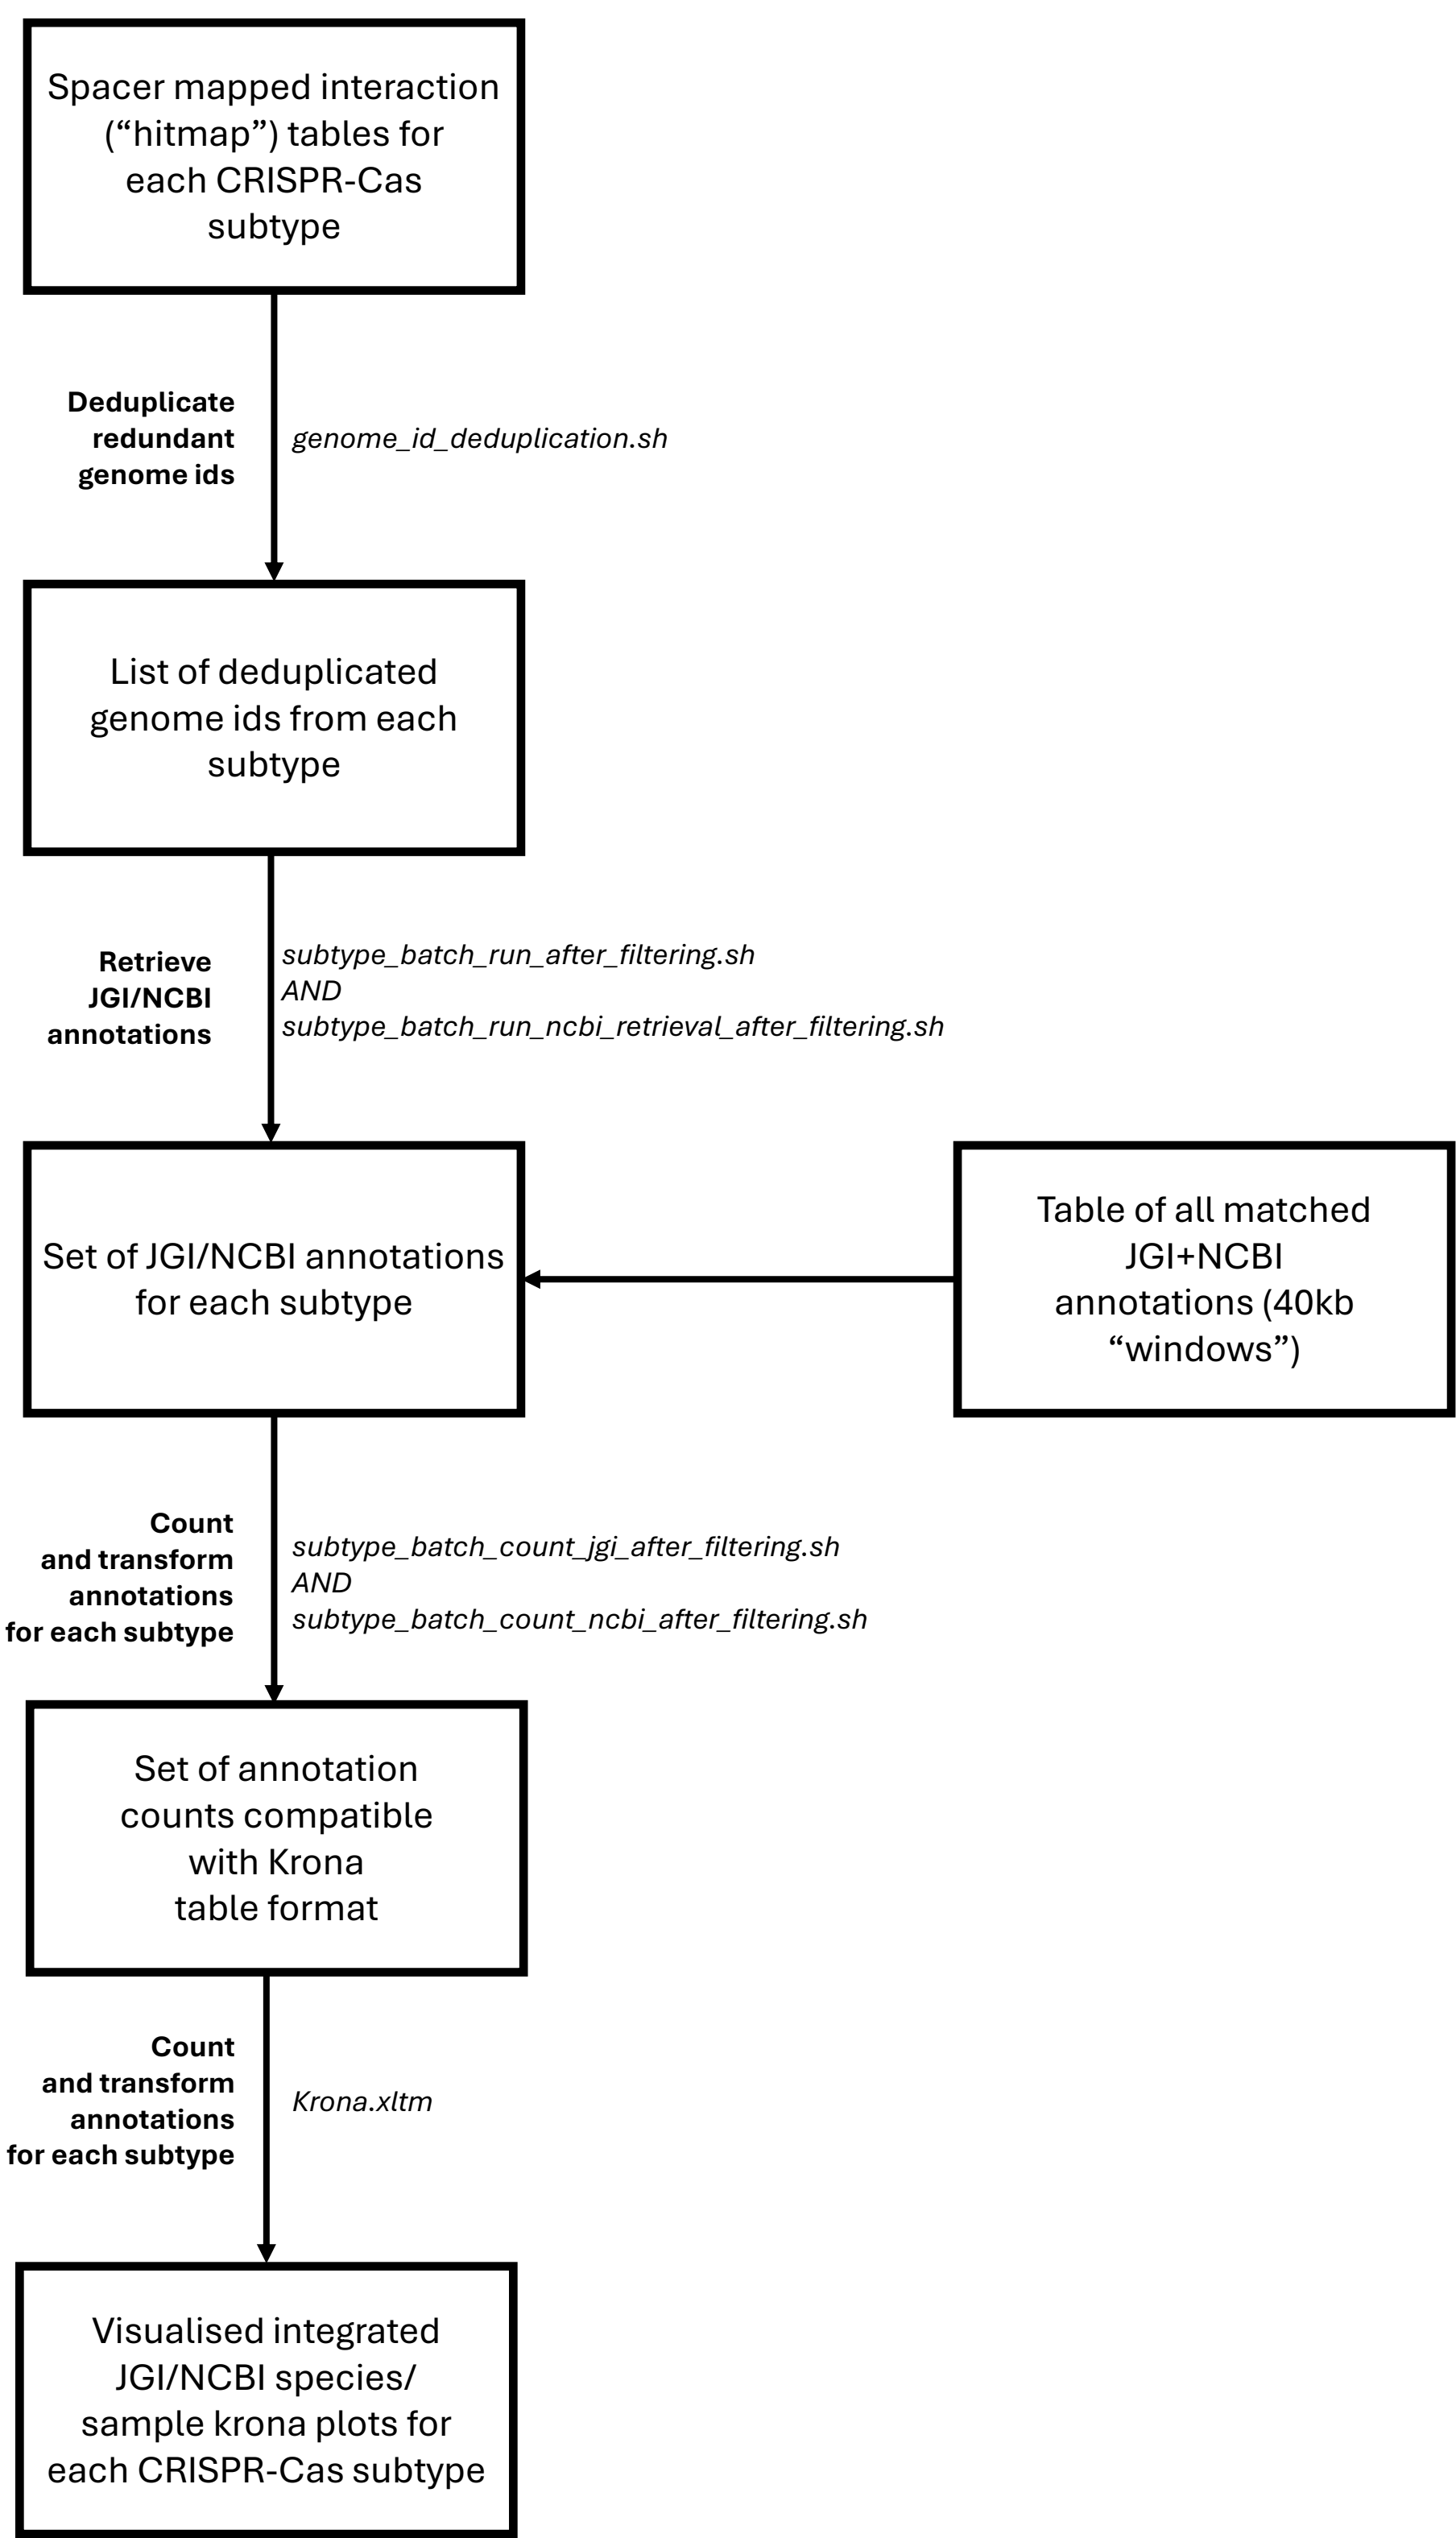 Spacer mapped interaction
(“hitmap”) tables for
each CRISPR-Cas
subtype
Deduplicate
redundant
genome ids
genome_id_deduplication.sh
List of deduplicated
genome ids from each
subtype
Retrieve
JGI/NCBI
annotations
subtype_batch_run_after_filtering.sh
AND
subtype_batch_run_ncbi_retrieval_after_filtering.sh
Set of JGI/NCBI annotations
for each subtype
Table of all matched
JGI+NCBI
annotations (40kb
“windows”)
Count
and transform
annotations
for each subtype
subtype_batch_count_jgi_after_filtering.sh
AND
subtype_batch_count_ncbi_after_filtering.sh
Set of annotation
counts compatible
with Krona
table format
Count
and transform
annotations
for each subtype
Krona.xltm
Visualised integrated
JGI/NCBI species/
sample krona plots for
each CRISPR-Cas subtype